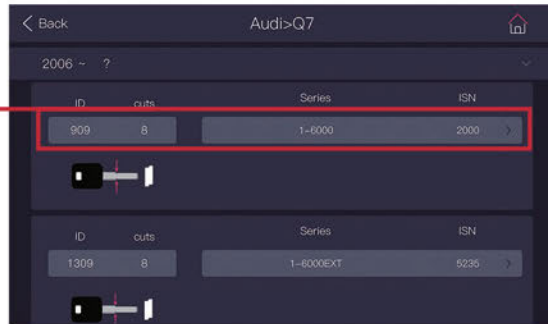 Back Audi>Q7
2006 ~ ?
ID cuts Series ISN
909 8 1-6000 2000
ID cuts Series ISN
1309 8 1-6000EXT 5235